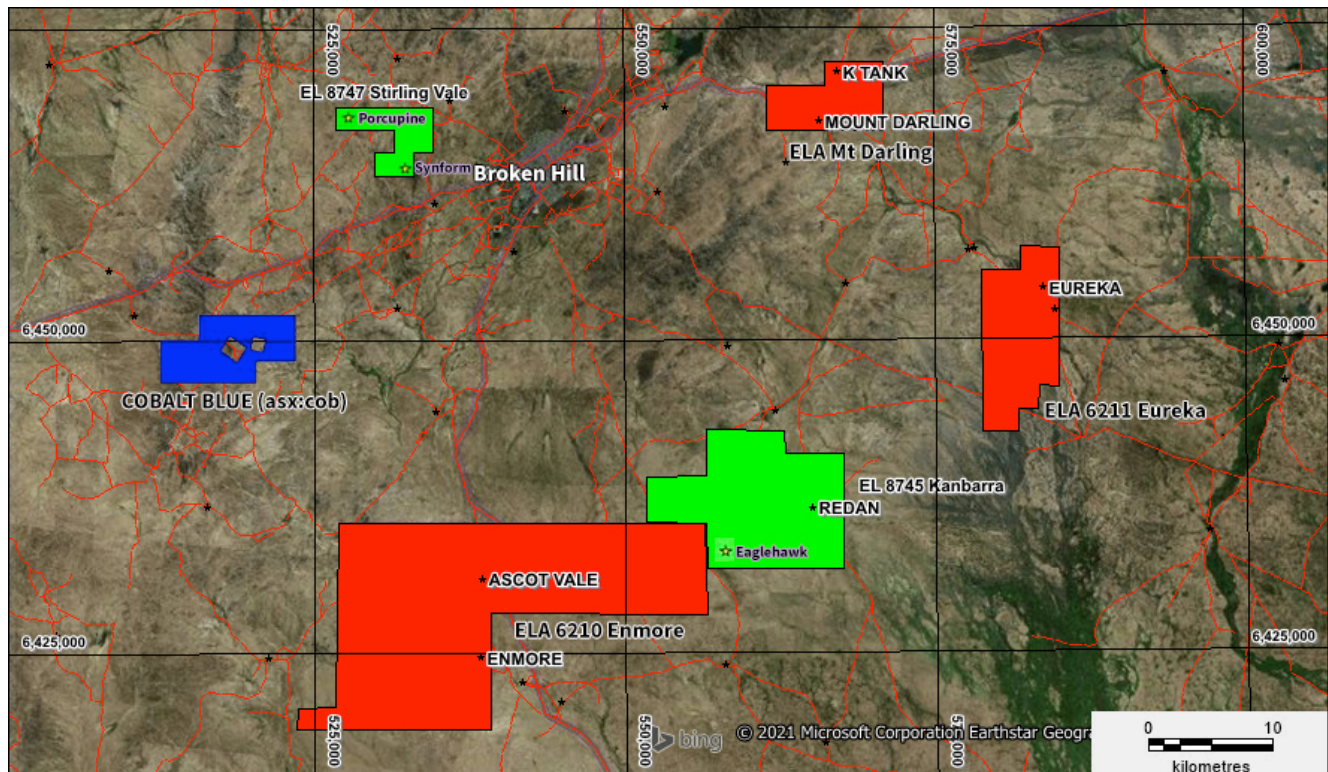 525,000
550,000
575,000
600,000
K TANK
EL 8747 Stirling Vale
Porcupine
MOUNT DARLING
ELA Mt Darling
Synform
Broken Hill
EUREKA
6,450,000
6,450,000
COBALT BLUE (asx:cob)
ELA 6211 Eureka
EL 8745 Kanbarra
REDAN
Eaglehawk
ASCOT VALE
ELA 6210 Enmore
6,425,000
6,425,000
ENMORE
525,000
550,000
bing
© 2021 Microsoft Corporation Earthstar Geogra
0 10
kilometres